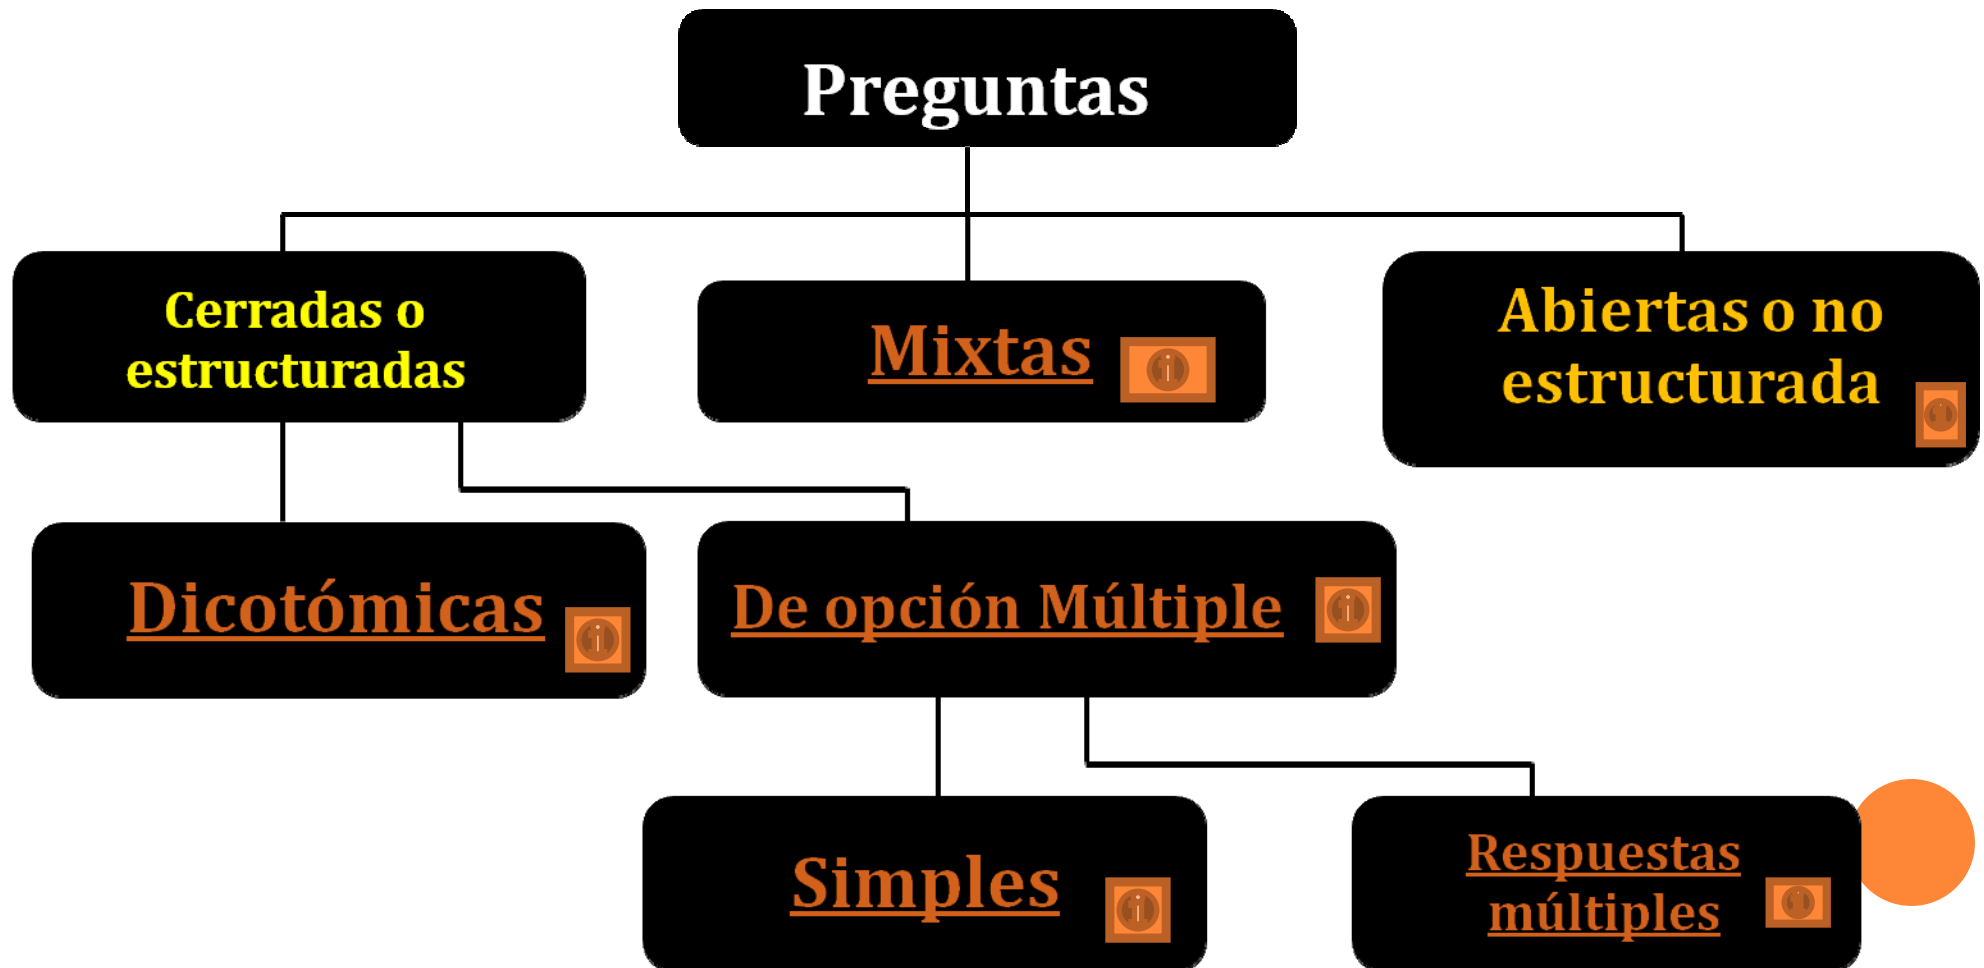 Preguntas
Cerradas o
estructuradas
Mixtas
Abiertas o no
estructurada
Dicotómicas
De opción Múltiple
Simples
Respuestas
múltiples